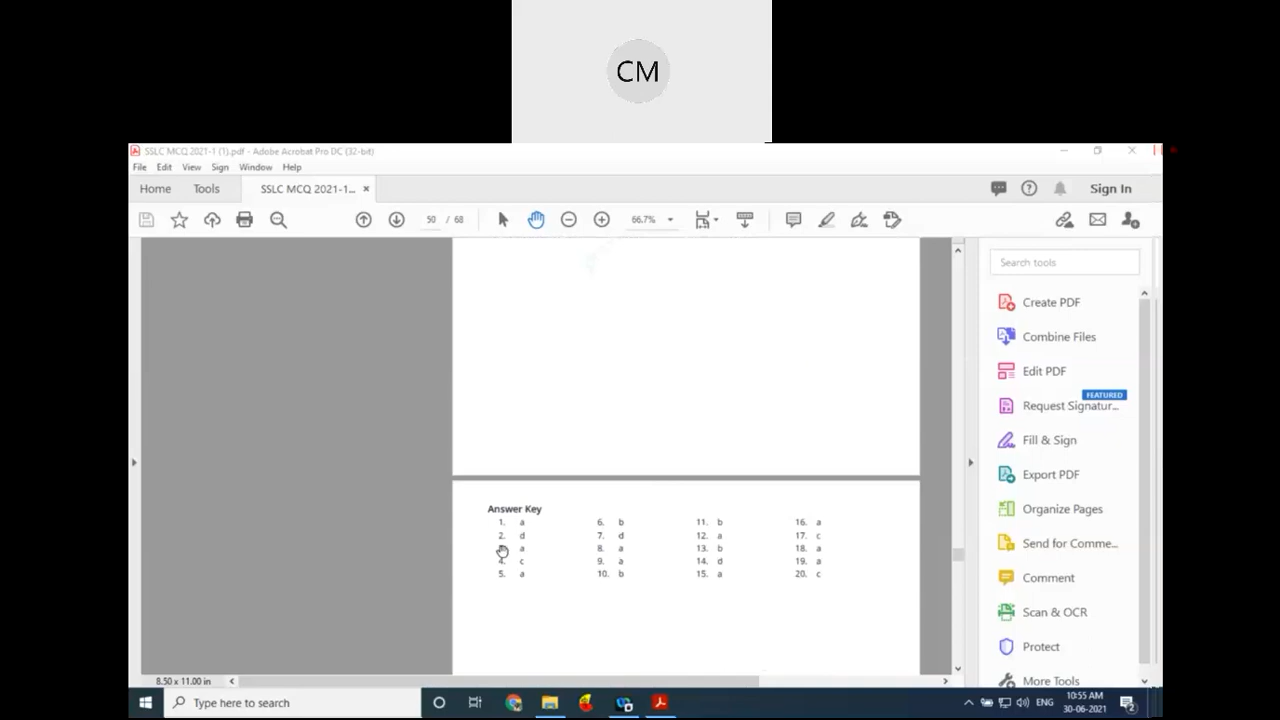 CM
SSLC MCQ 2021-1 (1).pdf - Adobe Acrobat Pro DC (32-bit)
File Edit View Sign Window Help
Home Tools SSLC MCQ 2021-1... × Sign In
50 / 68 66.7%
Search tools
Create PDF
Combine Files
Edit PDF
FEATURED
Request Signatur...
Fill & Sign
Export PDF
Organize Pages
Send for Comme...
Comment
Scan & OCR
Protect
More Tools
Answer Key
1. a 6. b 11. b 16. a
2. d 7. d 12. a 17. c
a 8. a 13. b 18. a
4. c 9. a 14. d 19. a
5. a 10. b 15. a 20. c
8.50 x 11.00 in
Type here to search
ENG 10:55 AM
30-06-2021
2